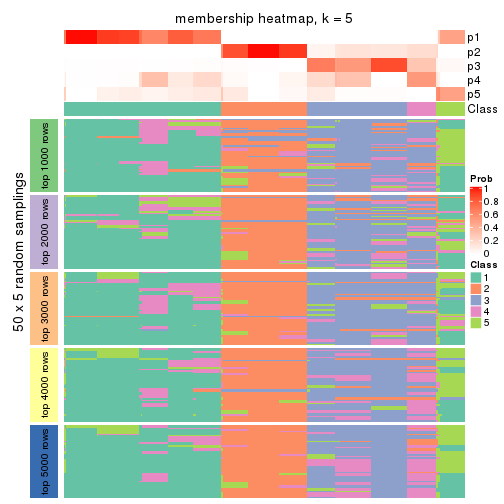 membership heatmap, k = 5
p1
p2
p3
p4
p5
Class
50 x 5 random samplings
top 1000 rows
top 2000 rows
top 3000 rows
top 4000 rows
top 5000 rows
Prob
1
0.8
0.6
0.4
0.2
0
Class
1
2
3
4
5